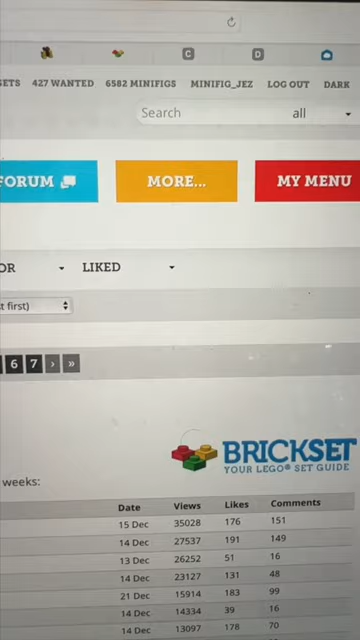 C D
ETS 427 WANTED 6582 MINIFIGS MINIFIG_JEZ LOG OUT DARK
Search all
FORUM MORE... MY MENU
OR LIKED
t first)
6 7 › »
BRICKSET
YOUR LEGO® SET GUIDE
weeks:
Date Views Likes Comments
15 Dec 35028 176 151
14 Dec 27537 191 149
13 Dec 26252 51 16
14 Dec 23127 131 48
21 Dec 15914 183 99
14 Dec 14334 39 16
14 Dec 13097 178 70